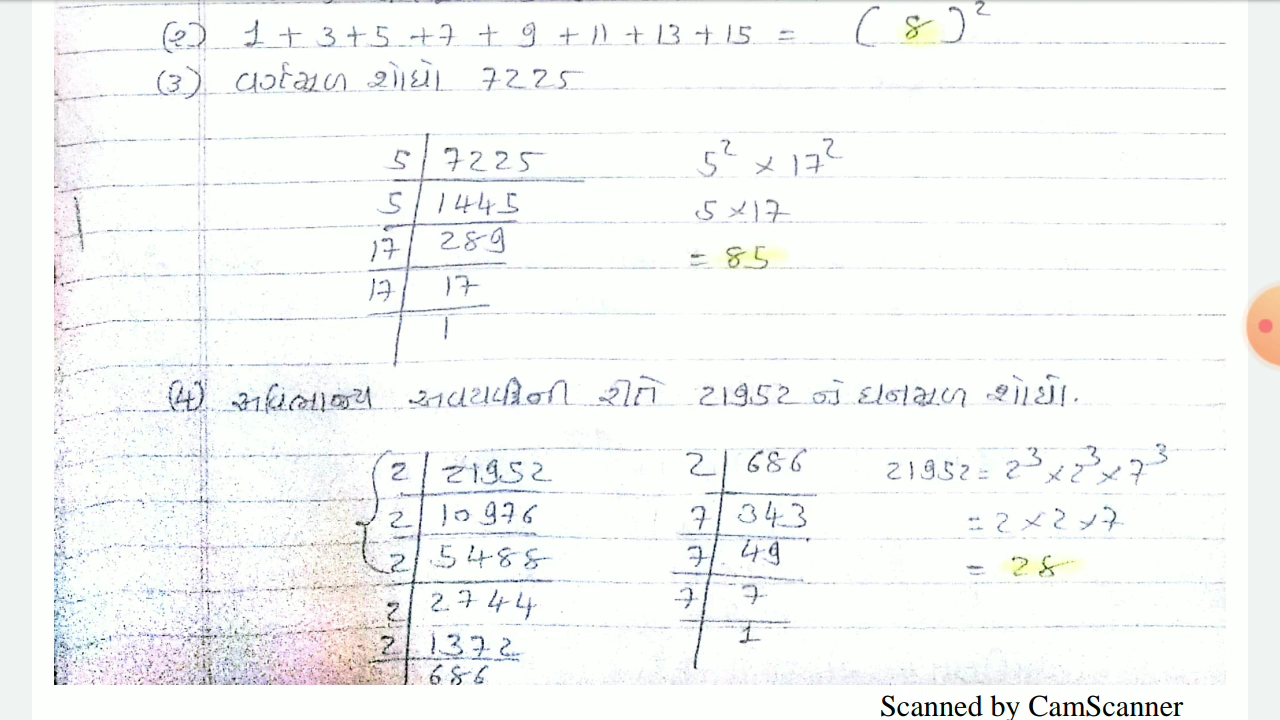 (2) 1 + 3 + 5 + 7 + 9 + 11 + 13 + 15 = ( 8 )²
(3) વર્ગમૂળ શોધો 7225
5 | 7225 5² × 17²
5 | 1445 5 × 17
17 | 289 = 85
17 | 17
1
(4) અવિભાજ્ય અવયવીની રીતે 21952 નું ઘનમૂળ શોધો.
2 | 21952 2 | 686 21952 = 2³ × 2³ × 7³
2 | 10976 7 | 343 = 2 × 2 × 7
2 | 5488 7 | 49 = 28
2 | 2744 7 | 7
2 | 1372 1
686
Scanned by CamScanner